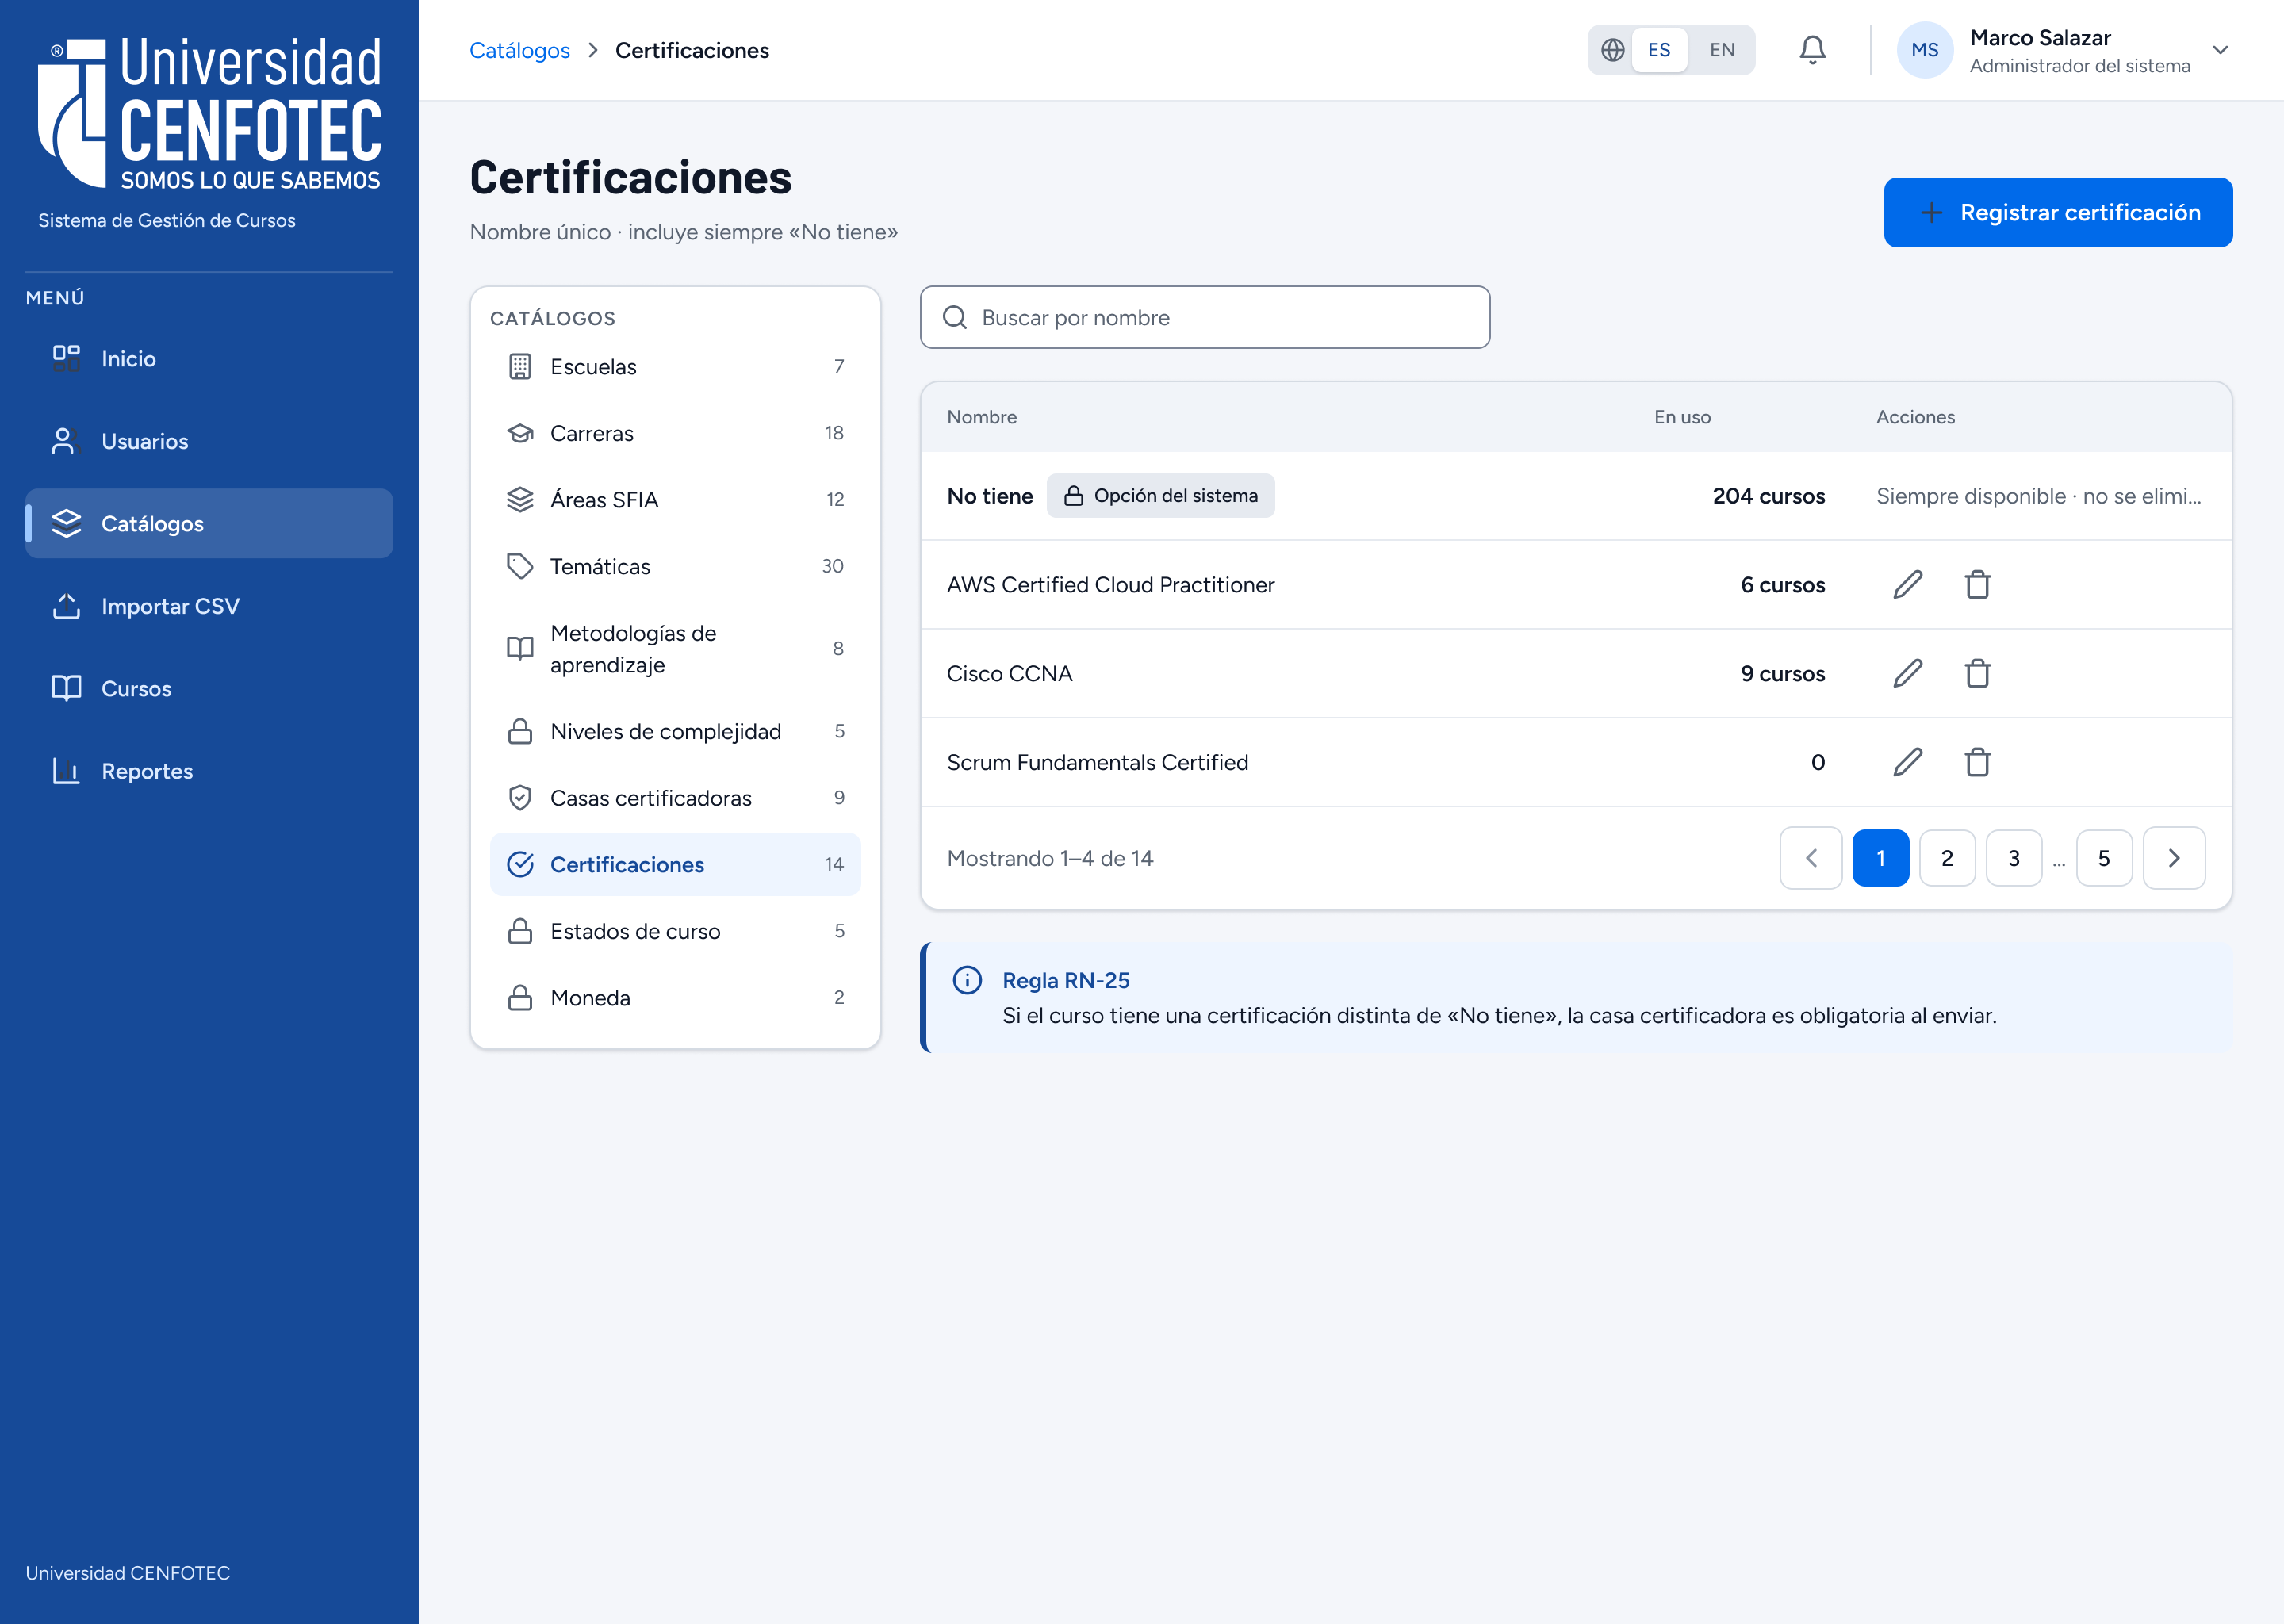 ® Universidad
CENFOTEC
SOMOS LO QUE SABEMOS
Sistema de Gestión de Cursos
MENÚ
Inicio
Usuarios
Catálogos
Importar CSV
Cursos
Reportes
Universidad CENFOTEC
Catálogos > Certificaciones
ES EN
MS
Marco Salazar
Administrador del sistema
Certificaciones
Nombre único · incluye siempre «No tiene»
+ Registrar certificación
CATÁLOGOS
Escuelas 7
Carreras 18
Áreas SFIA 12
Temáticas 30
Metodologías de
aprendizaje 8
Niveles de complejidad 5
Casas certificadoras 9
Certificaciones 14
Estados de curso 5
Moneda 2
Buscar por nombre
Nombre En uso Acciones
No tiene Opción del sistema 204 cursos Siempre disponible · no se elimi...
AWS Certified Cloud Practitioner 6 cursos
Cisco CCNA 9 cursos
Scrum Fundamentals Certified 0
Mostrando 1–4 de 14 1 2 3 ... 5
Regla RN-25
Si el curso tiene una certificación distinta de «No tiene», la casa certificadora es obligatoria al enviar.